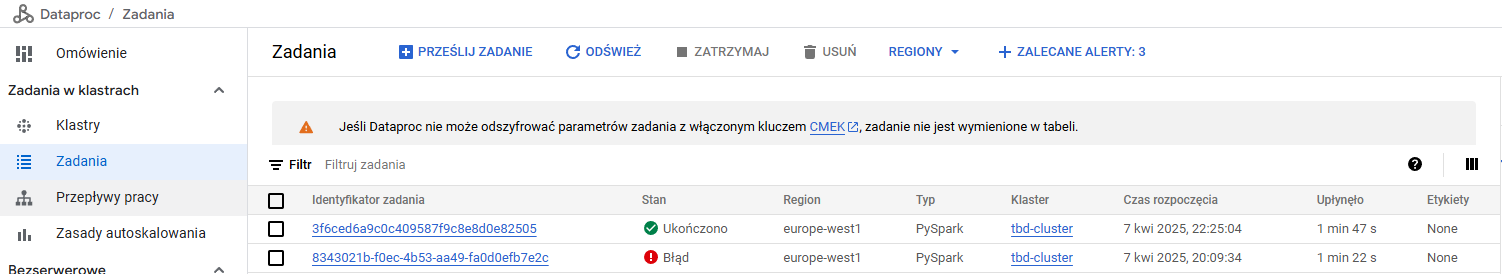 Dataproc / Zadania
Omówienie
Zadania w klastrach
Klastry
Zadania
Przepływy pracy
Zasady autoskalowania
Bezserwerowe
Zadania PRZEŚLIJ ZADANIE ODŚWIEŻ ZATRZYMAJ USUŃ REGIONY ZALECANE ALERTY: 3
Jeśli Dataproc nie może odszyfrować parametrów zadania z włączonym kluczem CMEK, zadanie nie jest wymienione w tabeli.
Filtr Filtruj zadania
Identyfikator zadania Stan Region Typ Klaster Czas rozpoczęcia Upłynęło Etykiety
3f6ced6a9c0c409587f9c8e8d0e82505 Ukończono europe-west1 PySpark tbd-cluster 7 kwi 2025, 22:25:04 1 min 47 s None
8343021b-f0ec-4b53-aa49-fa0d0efb7e2c Błąd europe-west1 PySpark tbd-cluster 7 kwi 2025, 20:09:34 1 min 22 s None